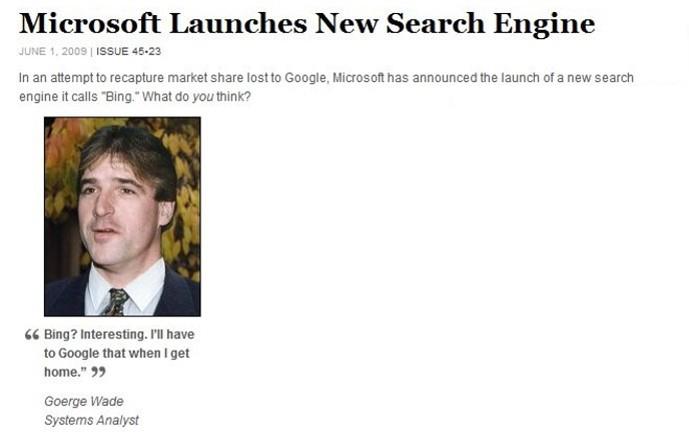 Microsoft Launches New Search Engine
JUNE 1, 2009 | ISSUE 45•23
In an attempt to recapture market share lost to Google, Microsoft has announced the launch of a new search
engine it calls "Bing." What do you think?
“ Bing? Interesting. I'll have
to Google that when I get
home.” ”
Goerge Wade
Systems Analyst